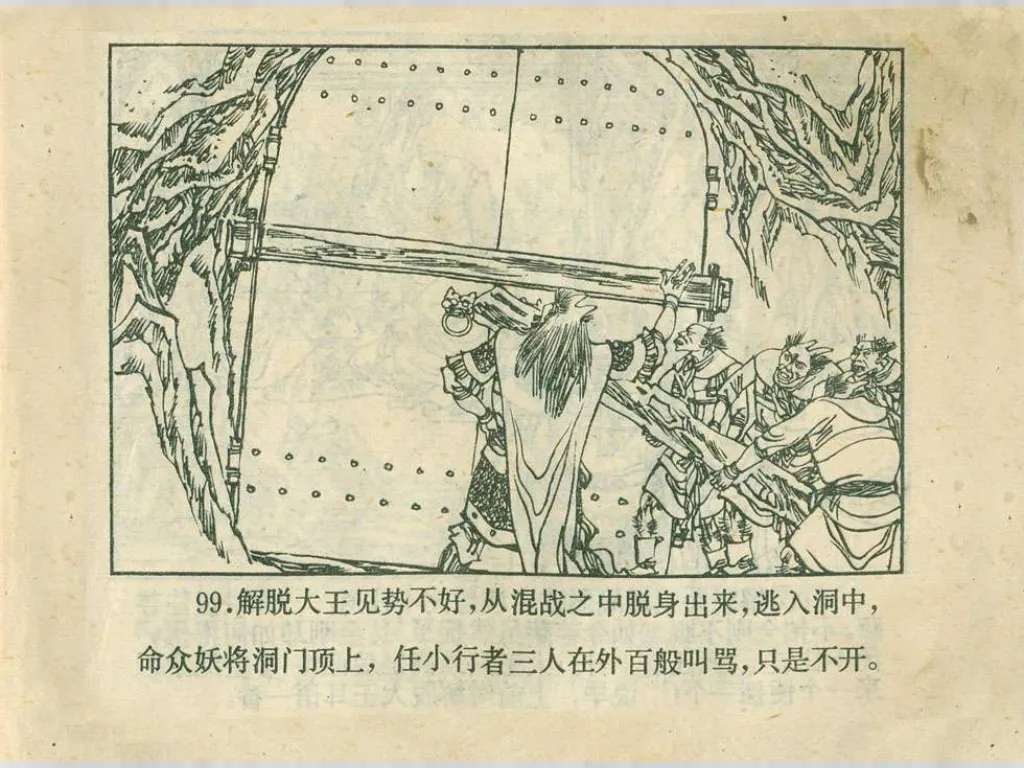 99.解脱大王见势不好,从混战之中脱身出来,逃入洞中,
命众妖将洞门顶上,任小行者三人在外百般叫骂,只是不开。